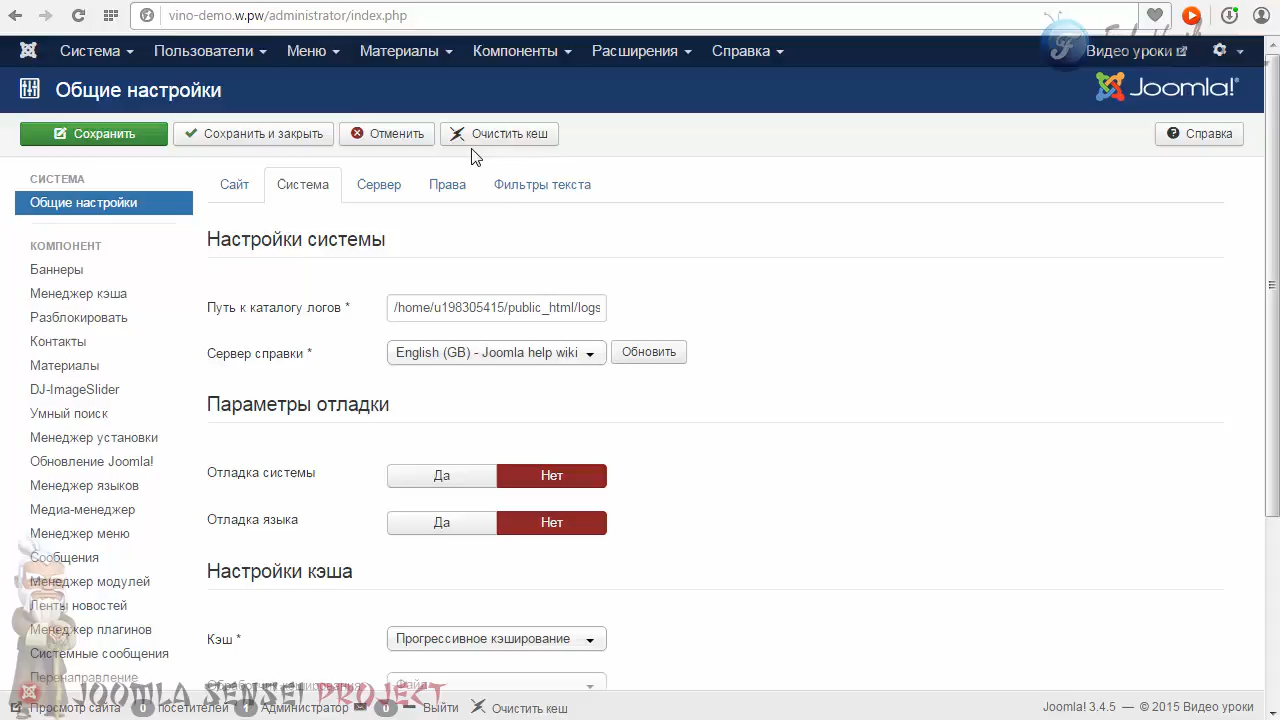 vino-demo.w.pw/administrator/index.php
Система Пользователи Меню Материалы Компоненты Расширения Справка Видео уроки
Общие настройки
Joomla!
Сохранить Сохранить и закрыть Отменить Очистить кеш Справка
СИСТЕМА
Общие настройки
КОМПОНЕНТ
Баннеры
Менеджер кэша
Разблокировать
Контакты
Материалы
DJ-ImageSlider
Умный поиск
Менеджер установки
Обновление Joomla!
Менеджер языков
Медиа-менеджер
Менеджер меню
Сообщения
Менеджер модулей
Ленты новостей
Менеджер плагинов
Системные сообщения
Перенаправление
Сайт Система Сервер Права Фильтры текста
Настройки системы
Путь к каталогу логов * /home/u198305415/public_html/logs
Сервер справки * English (GB) - Joomla help wiki Обновить
Параметры отладки
Отладка системы Да Нет
Отладка языка Да Нет
Настройки кэша
Кэш * Прогрессивное кэширование
Обработчик кэширования Файл
JOOMLA SENSEI PROJECT
Просмотр сайта 0 посетителей 1 Администратор 0 Выйти Очистить кеш
Joomla! 3.4.5 — © 2015 Видео уроки